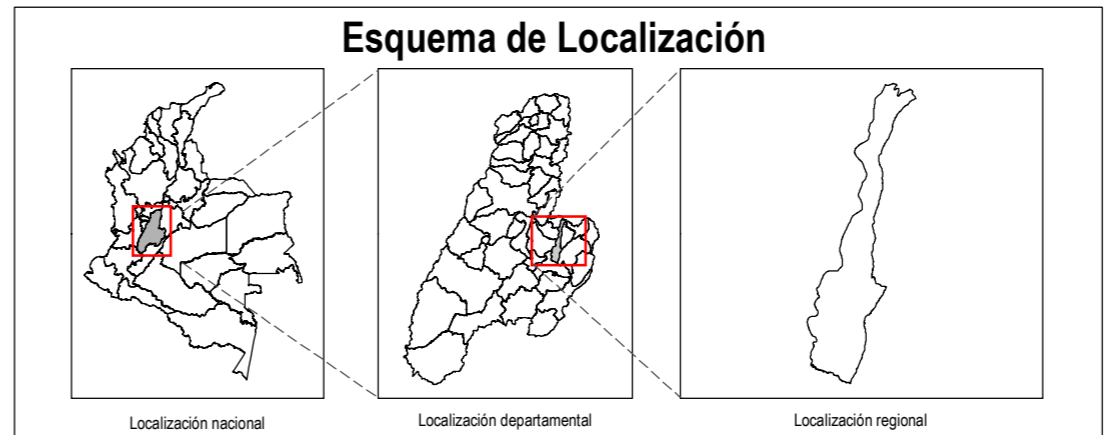 Esquema de Localización
Localización nacional
Localización departamental
Localización regional